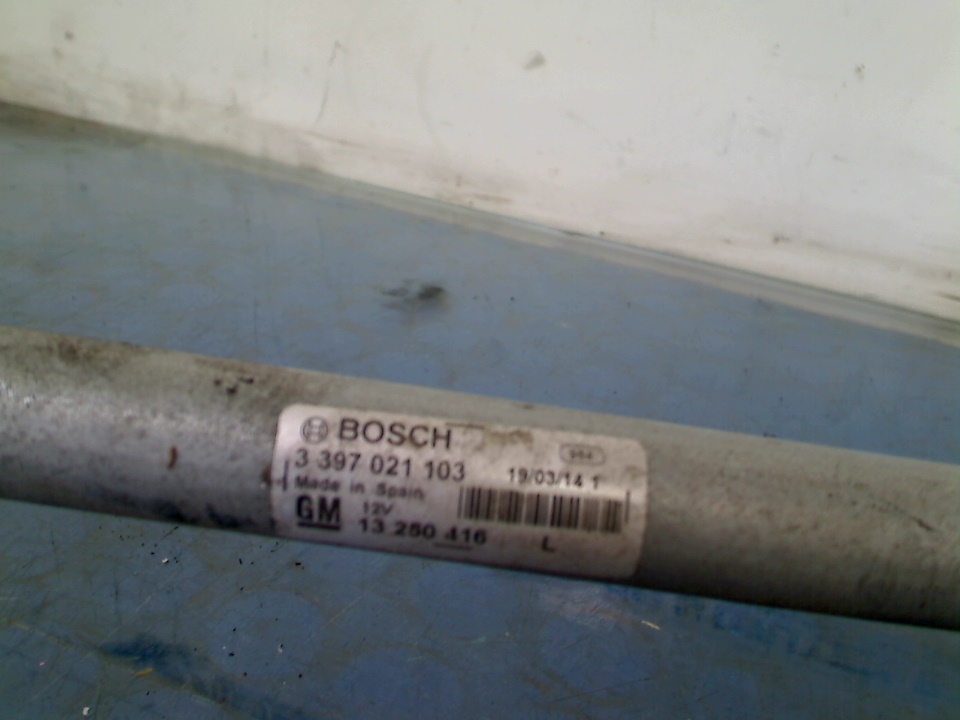 BOSCH
3 397 021 103
19/03/14 1
Made in Spain
GM
12V
13 250 416
L